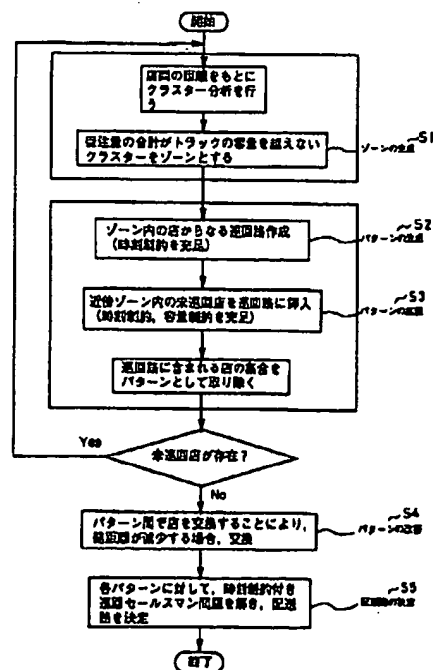 開始
店間の距離をもとに
クラスター分析を行
う
受注量の合計がトラックの容量を越えない
クラスターをゾーンとする
S1
ゾーンの生成
ゾーン内の店からなる巡回路作成
(時刻制約を充足)
S2
パターンの生成
近傍ゾーン内の未巡回店を巡回路に挿入
(時刻制約,容量制約を充足)
S3
パターンの拡張
巡回路に含まれる店の集合を
パターンとして取り除く
Yes
未巡回店が存在?
No
パターン間で店を交換することにより,
総距離が減少する場合,交換
S4
パターンの改善
各パターンに対して,時計制約付き
巡回セールスマン問題を解き,配送
路を決定
S5
の決定
終了